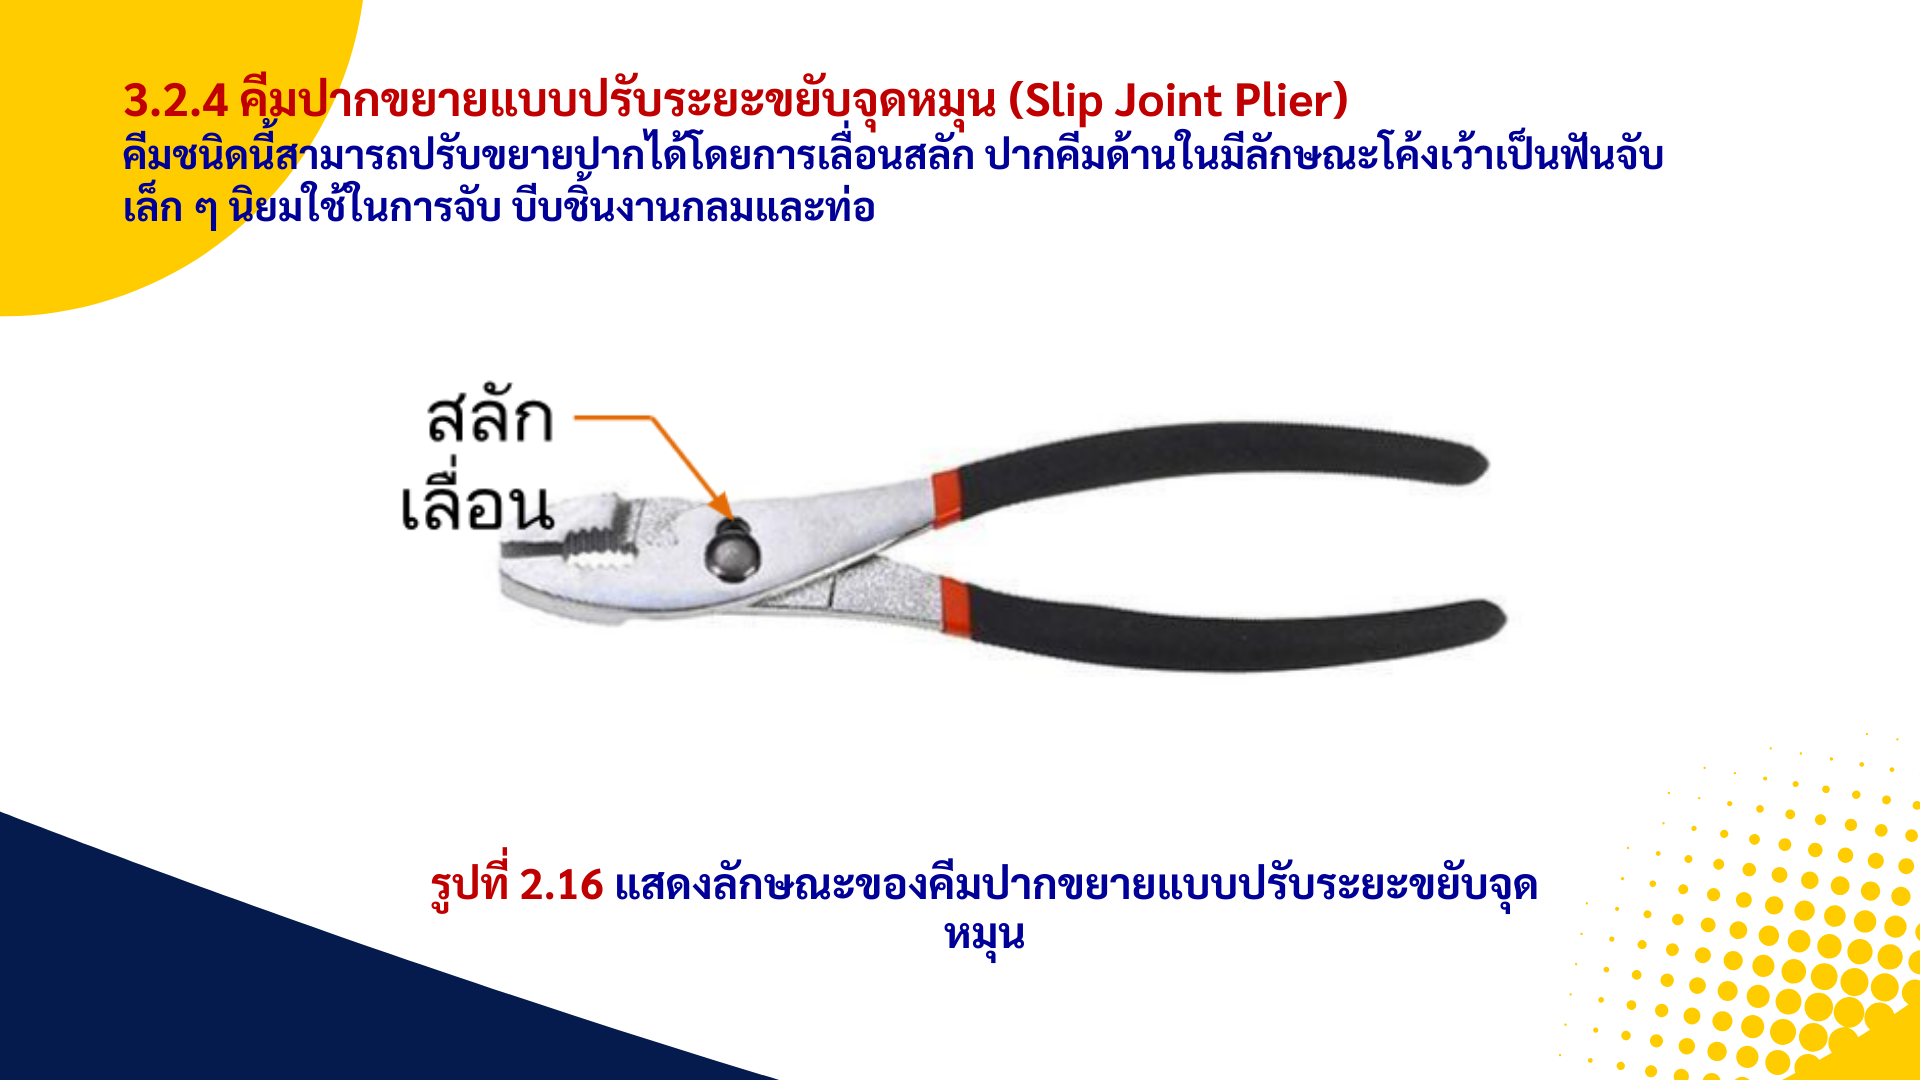 3.2.4 คีมปากขยายแบบปรับระยะขยับจุดหมุน (Slip Joint Plier)
คีมชนิดนี้สามารถปรับขยายปากได้โดยการเลื่อนสลัก ปากคีมด้านในมีลักษณะโค้งเว้าเป็นฟันจับ
เล็ก ๆ นิยมใช้ในการจับ บีบชิ้นงานกลมและท่อ
สลัก
เลื่อน
รูปที่ 2.16 แสดงลักษณะของคีมปากขยายแบบปรับระยะขยับจุด
หมุน